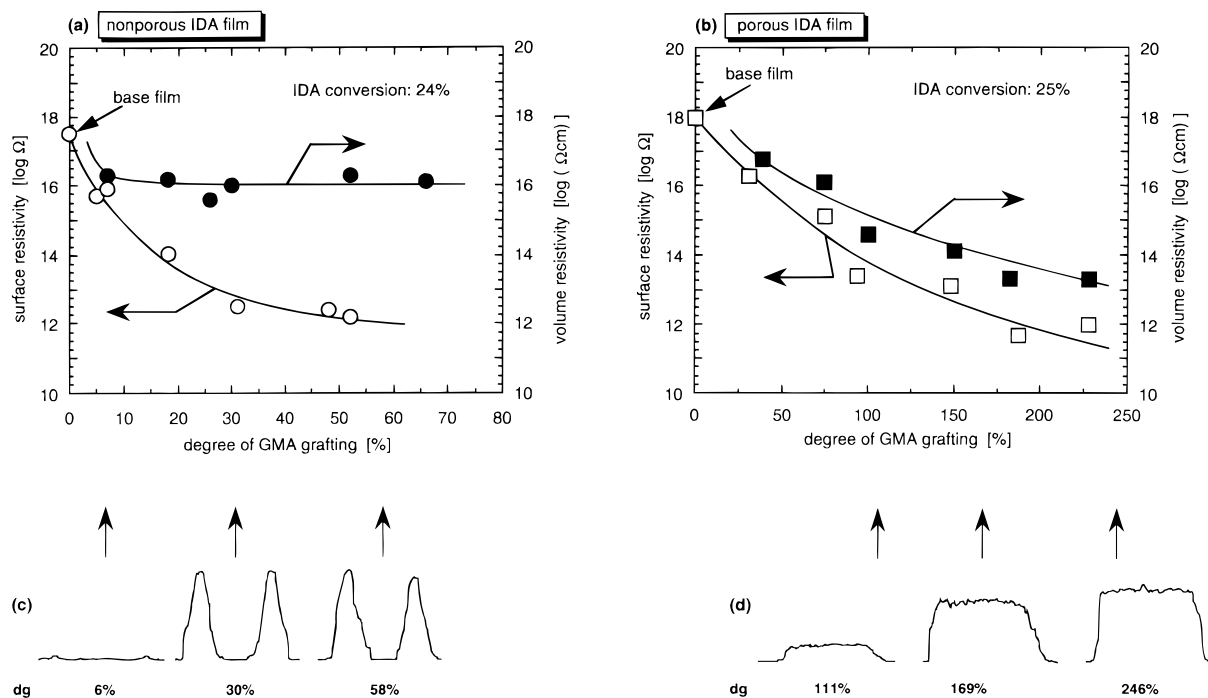 (a) nonporous IDA film
20
18
16
14
12
10
surface resistivity [log Ω]
base film
IDA conversion: 24%
20
18
16
14
12
10
volume resistivity [log ( Ωcm) ]
0 10 20 30 40 50 60 70 80
degree of GMA grafting [%]
(b) porous IDA film
20
18
16
14
12
10
surface resistivity [log Ω]
base film
IDA conversion: 25%
20
18
16
14
12
10
volume resistivity [log ( Ωcm) ]
0 50 100 150 200 250
degree of GMA grafting [%]
(c)
dg 6% 30% 58%
(d)
dg 111% 169% 246%